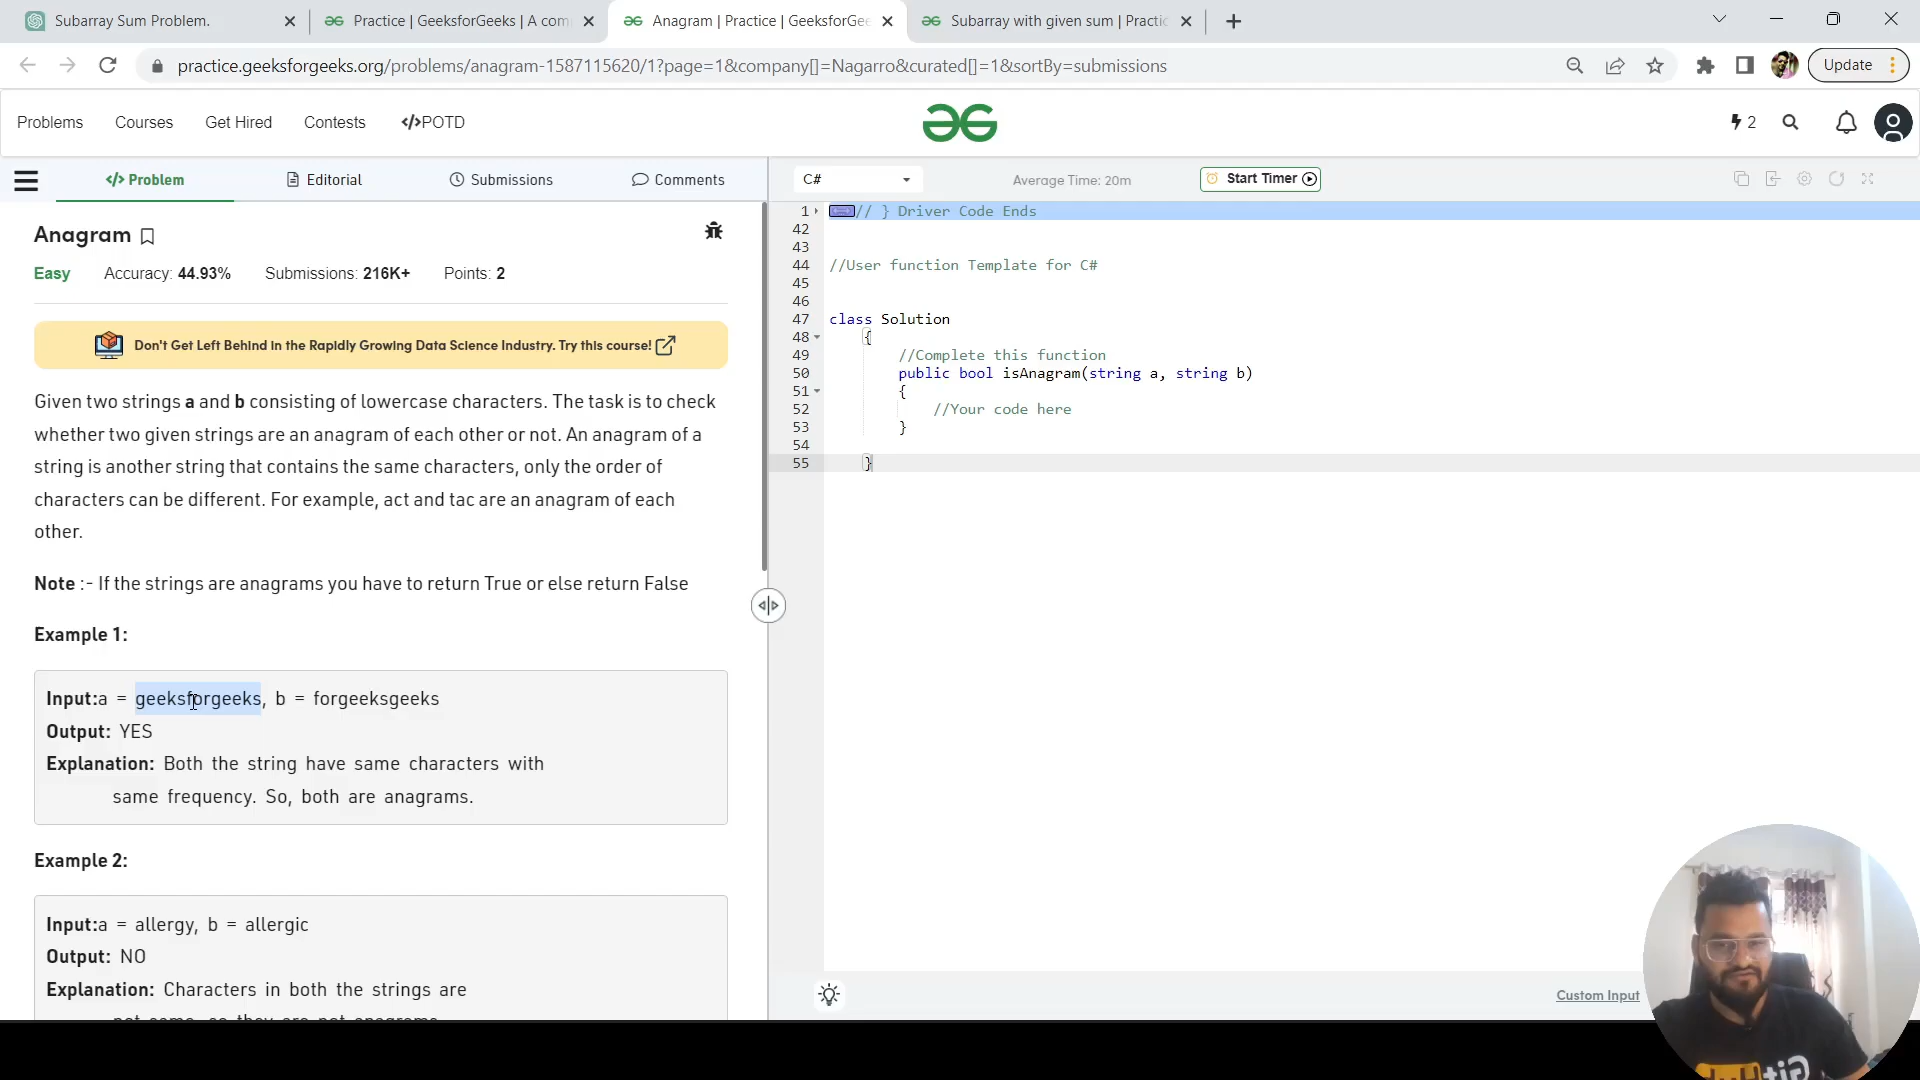 Subarray Sum Problem.
Practice | GeeksforGeeks | A com
Anagram | Practice | GeeksforGee
Subarray with given sum | Practic
practice.geeksforgeeks.org/problems/anagram-1587115620/1?page=1&company[]=Nagarro&curated[]=1&sortBy=submissions
Update
Problems
Courses
Get Hired
Contests
</>POTD
2
</> Problem
Editorial
Submissions
Comments
C#
Average Time: 20m
Start Timer
Anagram
Easy
Accuracy: 44.93%
Submissions: 216K+
Points: 2
Don't Get Left Behind in the Rapidly Growing Data Science Industry. Try this course!
Given two strings a and b consisting of lowercase characters. The task is to check
whether two given strings are an anagram of each other or not. An anagram of a
string is another string that contains the same characters, only the order of
characters can be different. For example, act and tac are an anagram of each
other.
Note :- If the strings are anagrams you have to return True or else return False
Example 1:
Input:a = geeksforgeeks, b = forgeeksgeeks
Output: YES
Explanation: Both the string have same characters with
same frequency. So, both are anagrams.
Example 2:
Input:a = allergy, b = allergic
Output: NO
Explanation: Characters in both the strings are
not same, so they are not anagrams.
1 // } Driver Code Ends
42
43
44 //User function Template for C#
45
46
47 class Solution
48 {
49 //Complete this function
50 public bool isAnagram(string a, string b)
51 {
52 //Your code here
53 }
54
55 }
Custom Input